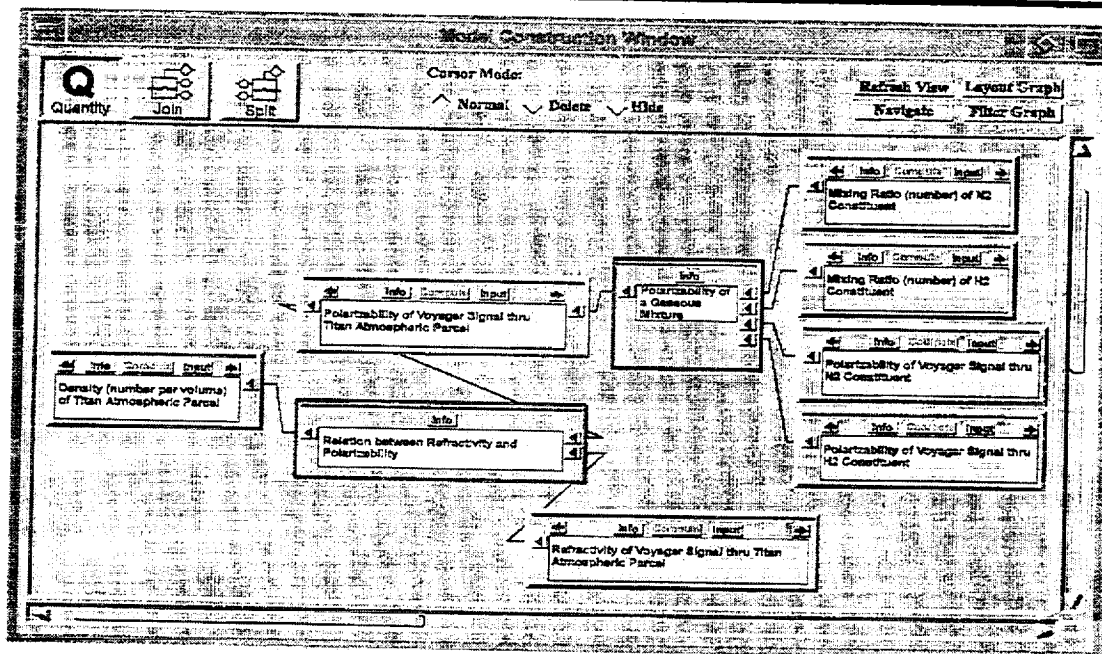 Model Construction Window
Q
Quantity
Join
Split
Cursor Mode:
Normal
Delete
Hide
Refresh View
Layout Graph
Navigate
Filter Graph
Info Compute Input
Mixing Ratio (number) of N2
Constituent
Info Compute Input
Mixing Ratio (number) of H2
Constituent
Info
Polarizability of
a Gaseous
Mixture
Info Compute Input
Polarizability of Voyager Signal thru
Titan Atmospheric Parcel
Info Compute Input
Polarizability of Voyager Signal thru
N2 Constituent
Info Compute Input
Density (number per volume)
of Titan Atmospheric Parcel
Info
Relation between Refractivity and
Polarizability
Info Compute Input
Polarizability of Voyager Signal thru
H2 Constituent
Info Compute Input
Refractivity of Voyager Signal thru Titan
Atmospheric Parcel